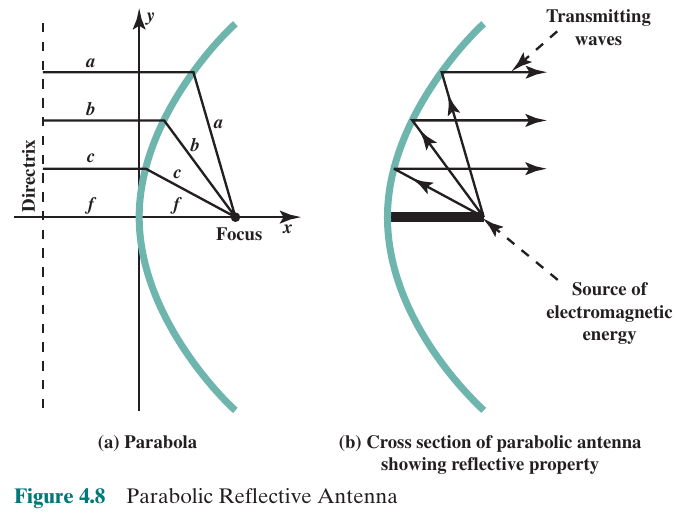 y
a
b
a
b
c
c
Directrix
f
f
Focus
x
(a) Parabola
Transmitting
waves
Source of
electromagnetic
energy
(b) Cross section of parabolic antenna
showing reflective property
Figure 4.8 Parabolic Reflective Antenna